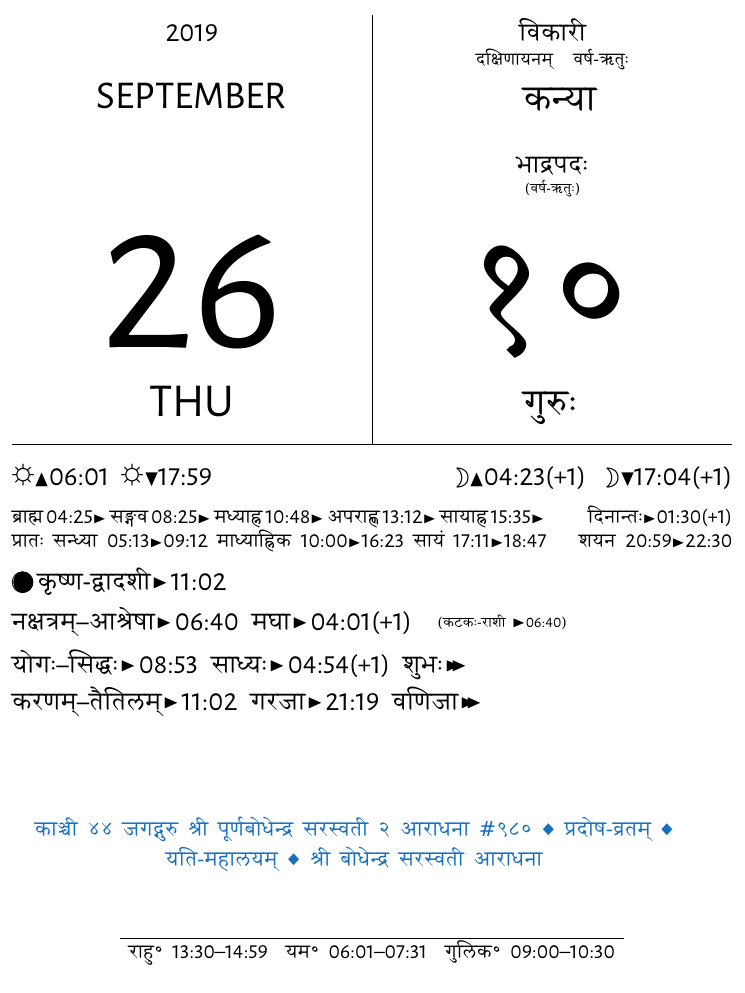 2019
SEPTEMBER
26
THU
विकारी
दक्षिणायनम् वर्ष-ऋतुः
कन्या
भाद्रपदः
(वर्ष-ऋतुः)
१०
गुरुः
☼▲06:01 ☼▼17:59 ☽▲04:23(+1) ☽▼17:04(+1)
ब्राह्म 04:25► सङ्गव 08:25► मध्याह्न 10:48► अपराह्ण 13:12► सायाह्न 15:35► दिनान्तः►01:30(+1)
प्रातः सन्ध्या 05:13►09:12 माध्याह्निक 10:00►16:23 सायं 17:11►18:47 शयन 20:59►22:30
●कृष्ण-द्वादशी►11:02
नक्षत्रम्–आश्रेषा► 06:40 मघा► 04:01(+1) (कटकः-राशी ►06:40)
योगः–सिद्धः► 08:53 साध्यः► 04:54(+1) शुभः►►
करणम्–तैतिलम्►11:02 गरजा► 21:19 वणिजा►►
काञ्ची ४४ जगद्गुरु श्री पूर्णबोधेन्द्र सरस्वती २ आराधना #९८० ◆ प्रदोष-व्रतम् ◆
यति-महालयम् ◆ श्री बोधेन्द्र सरस्वती आराधना
राहु॰ 13:30–14:59 यम॰ 06:01–07:31 गुलिक॰ 09:00–10:30